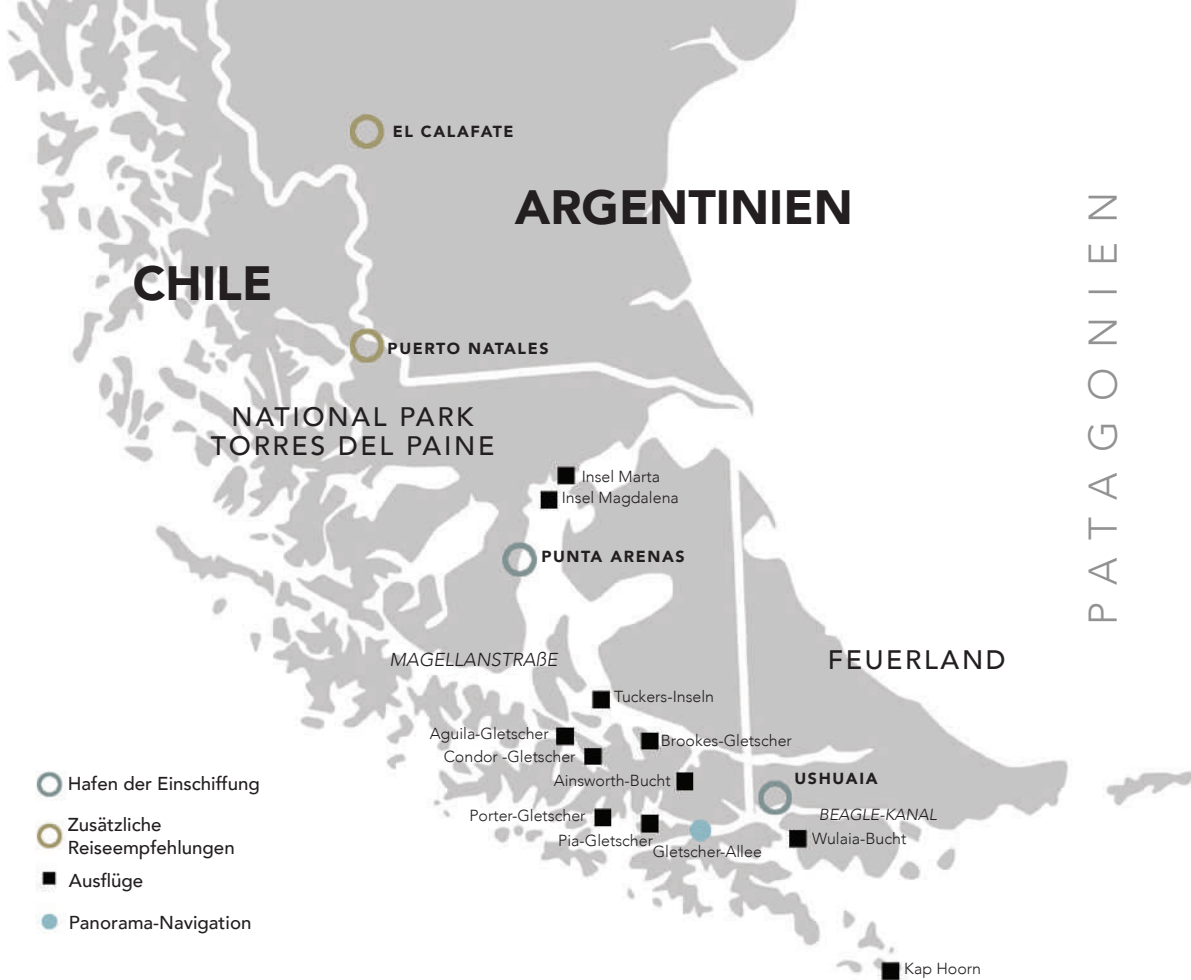 EL CALAFATE
ARGENTINIEN
PATAGONIEN
CHILE
PUERTO NATALES
NATIONAL PARK
TORRES DEL PAINE
Insel Marta
Insel Magdalena
PUNTA ARENAS
MAGELLANSTRAßE
FEUERLAND
Tuckers-Inseln
Aguila-Gletscher
Brookes-Gletscher
Condor -Gletscher
Ainsworth-Bucht
USHUAIA
BEAGLE-KANAL
Porter-Gletscher
Pia-Gletscher
Gletscher-Allee
Wulaia-Bucht
Kap Hoorn
Hafen der Einschiffung
Zusätzliche
Reiseempfehlungen
Ausflüge
Panorama-Navigation